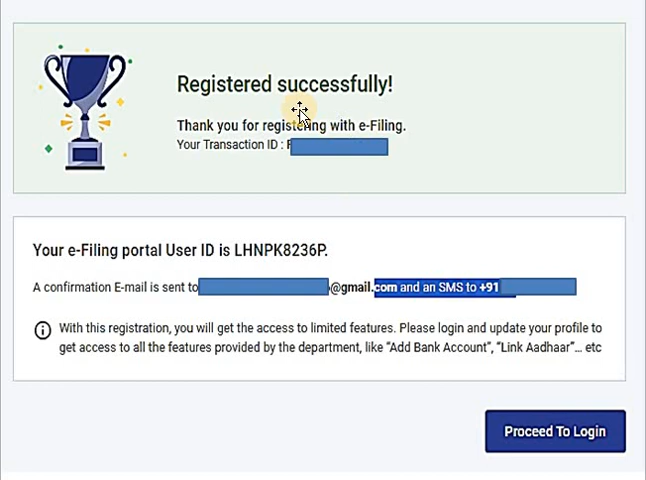 Registered successfully!
Thank you for registering with e-Filing.
Your Transaction ID :
Your e-Filing portal User ID is LHNPK8236P.
A confirmation E-mail is sent to @gmail.com and an SMS to +91
With this registration, you will get the access to limited features. Please login and update your profile to
get access to all the features provided by the department, like “Add Bank Account”, “Link Aadhaar”... etc
Proceed To Login